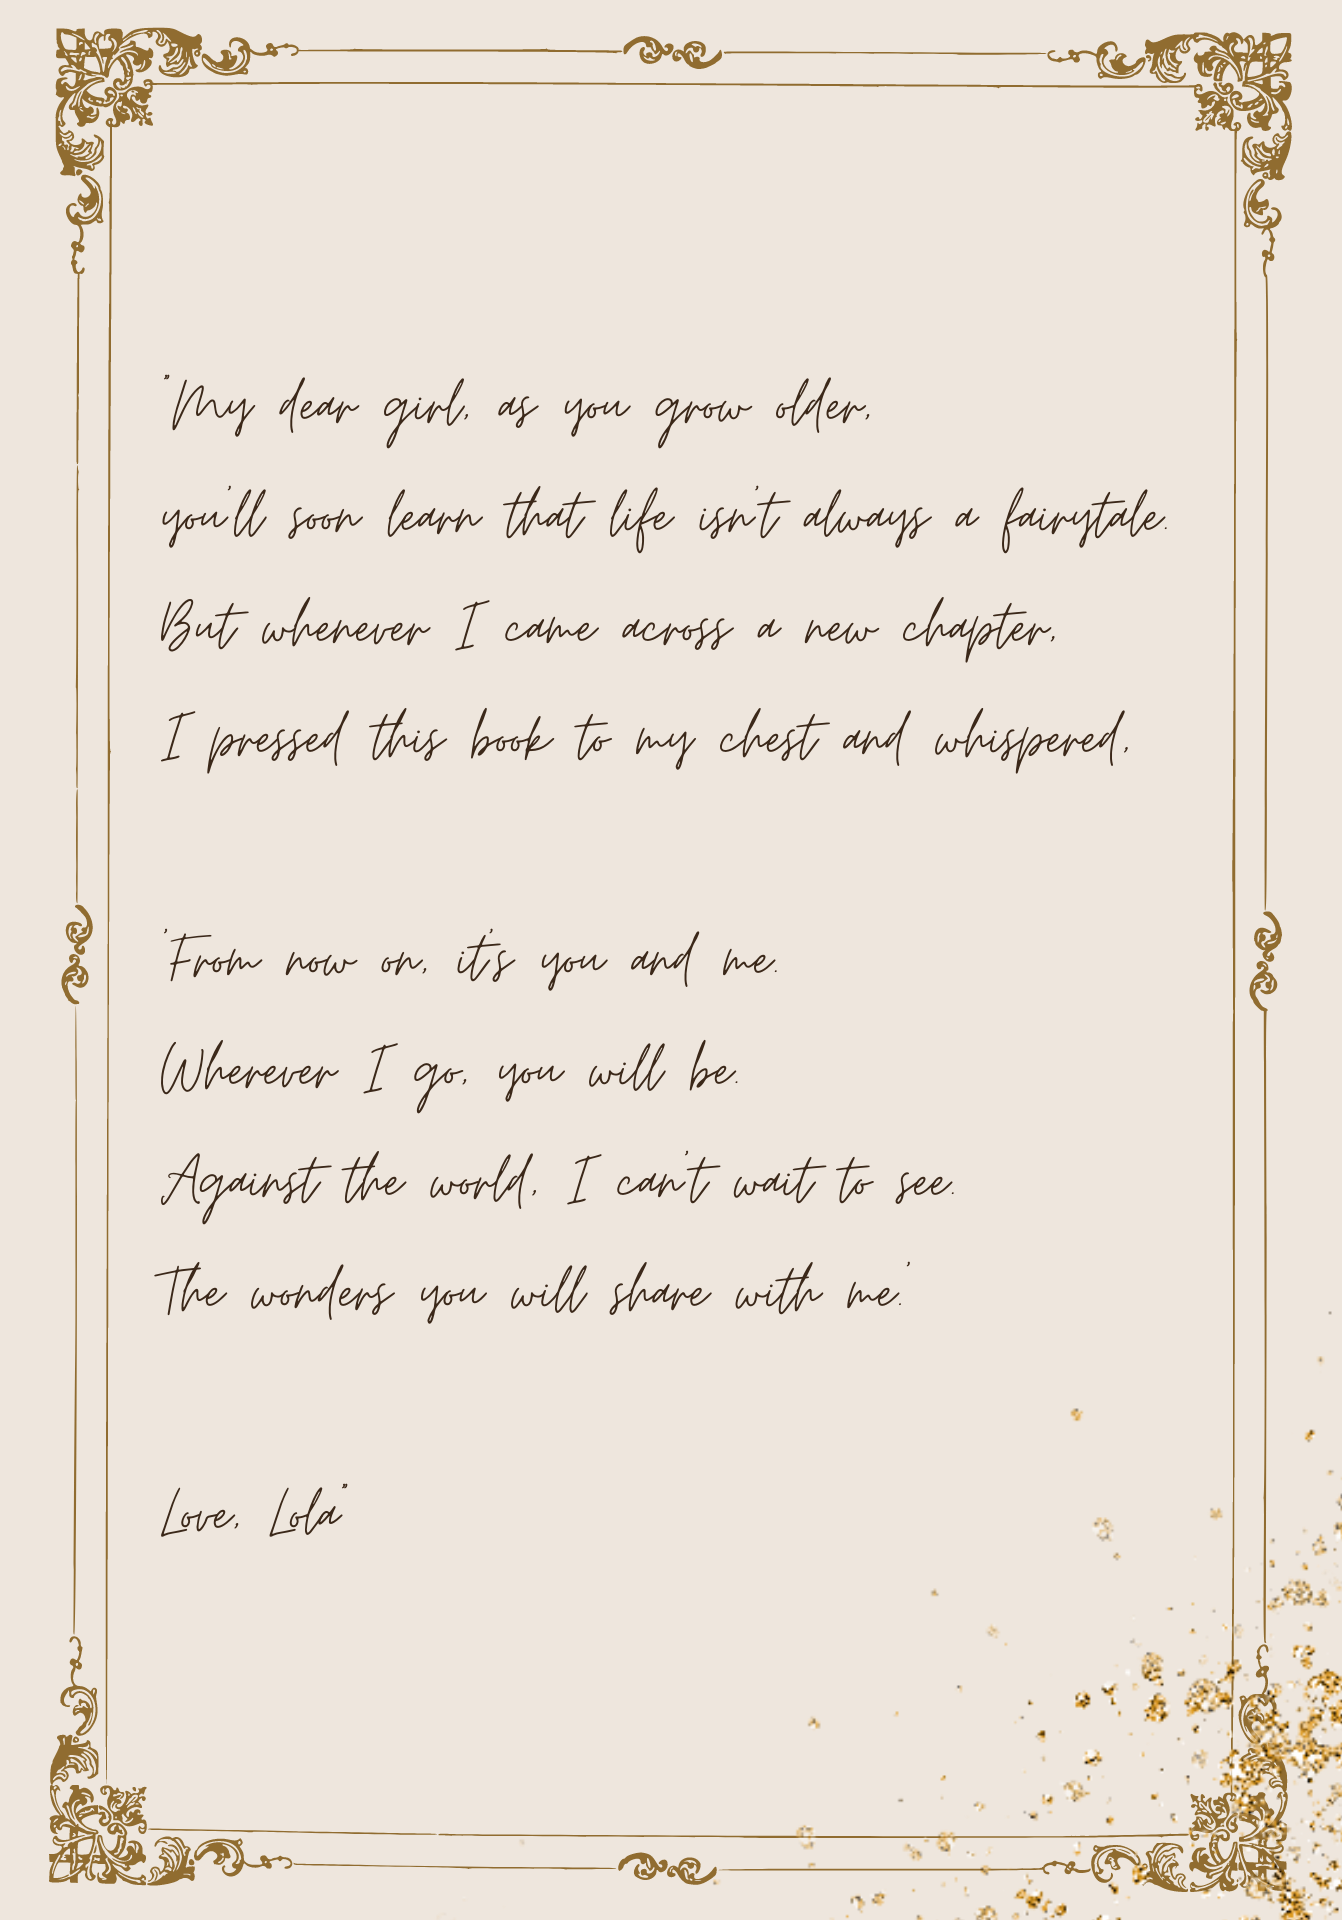 "My dear girl, as you grow older,
you'll soon learn that life isn't always a fairytale.
But whenever I came across a new chapter,
I pressed this book to my chest and whispered,
'From now on, it's you and me.
Wherever I go, you will be.
Against the world, I can't wait to see.
The wonders you will share with me.'
Love, Lola"